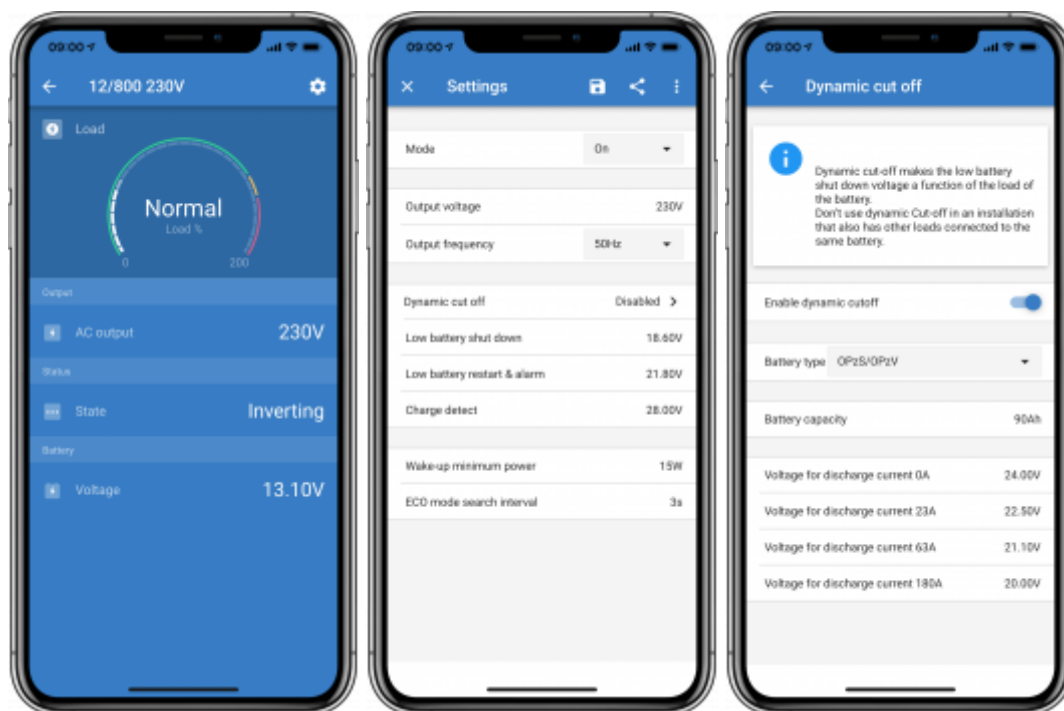 09:00
12/800 230V
Load
Normal
Load %
0
200
Output
AC output
230V
Status
State
Inverting
Battery
Voltage
13.10V
09:00
Settings
Mode
On
Output voltage
230V
Output frequency
50Hz
Dynamic cut off
Disabled
Low battery shut down
18.60V
Low battery restart & alarm
21.80V
Charge detect
28.00V
Wake-up minimum power
15W
ECO mode search interval
3s
09:00
Dynamic cut off
Dynamic cut-off makes the low battery
shut down voltage a function of the load of
the battery.
Don't use dynamic Cut-off in an installation
that also has other loads connected to the
same battery.
Enable dynamic cutoff
Battery type
OPzS/OPzV
Battery capacity
90Ah
Voltage for discharge current 0A
24.00V
Voltage for discharge current 23A
22.50V
Voltage for discharge current 63A
21.10V
Voltage for discharge current 180A
20.00V